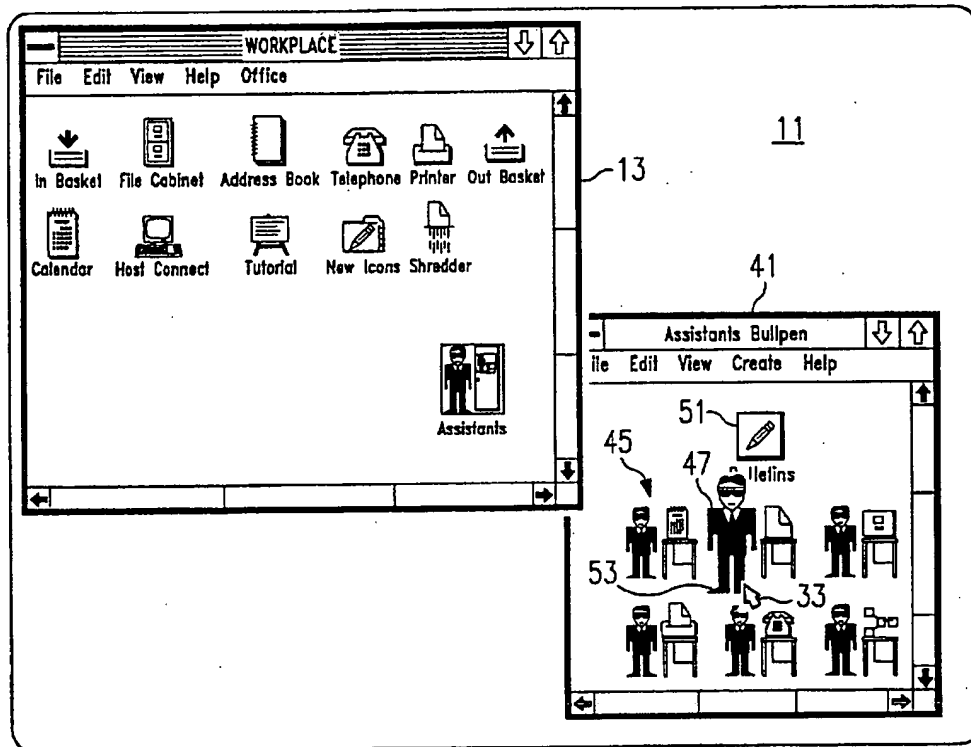 WORKPLACE
File Edit View Help Office
In Basket File Cabinet Address Book Telephone Printer Out Basket
Calendar Host Connect Tutorial New Icons Shredder
Assistants
11
13
41
Assistants Bullpen
ile Edit View Create Help
51
lletins
45
47
53
33